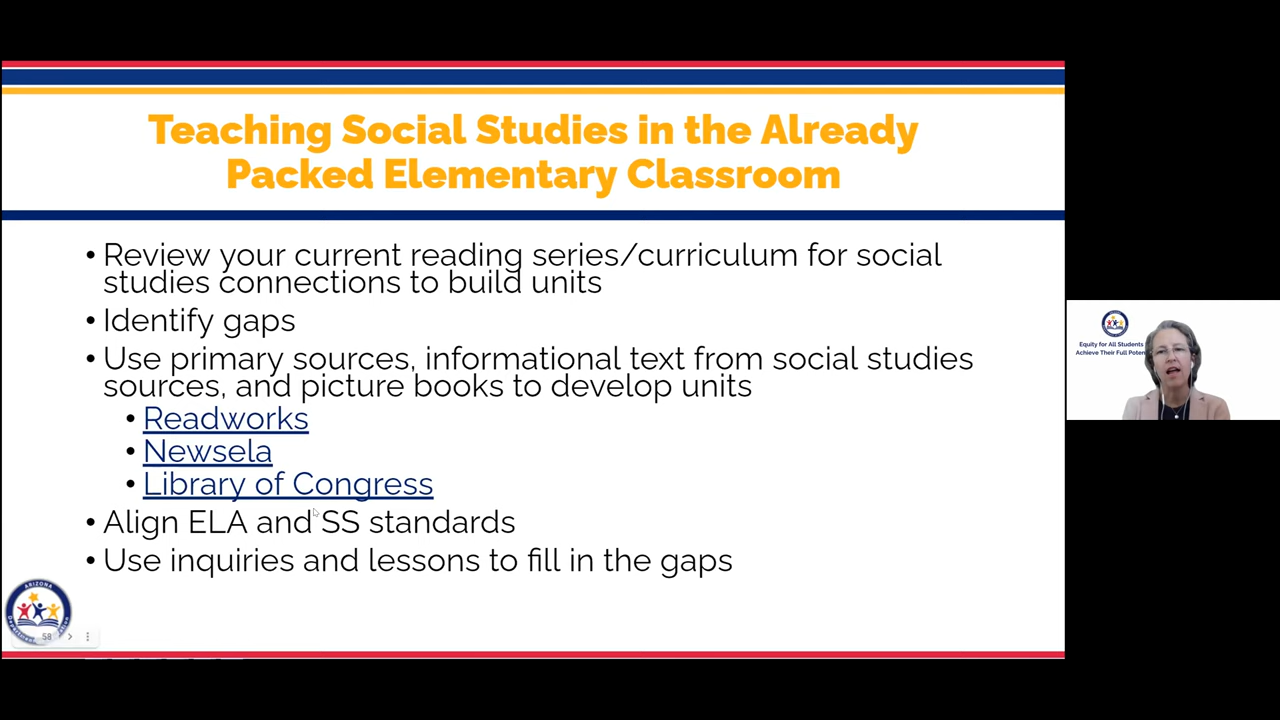 Teaching Social Studies in the Already
Packed Elementary Classroom
• Review your current reading series/curriculum for social
studies connections to build units
• Identify gaps
• Use primary sources, informational text from social studies
sources, and picture books to develop units
• Readworks
• Newsela
• Library of Congress
• Align ELA and SS standards
• Use inquiries and lessons to fill in the gaps
ARIZONA
58
Equity for All Students
Achieve Their Full Poten